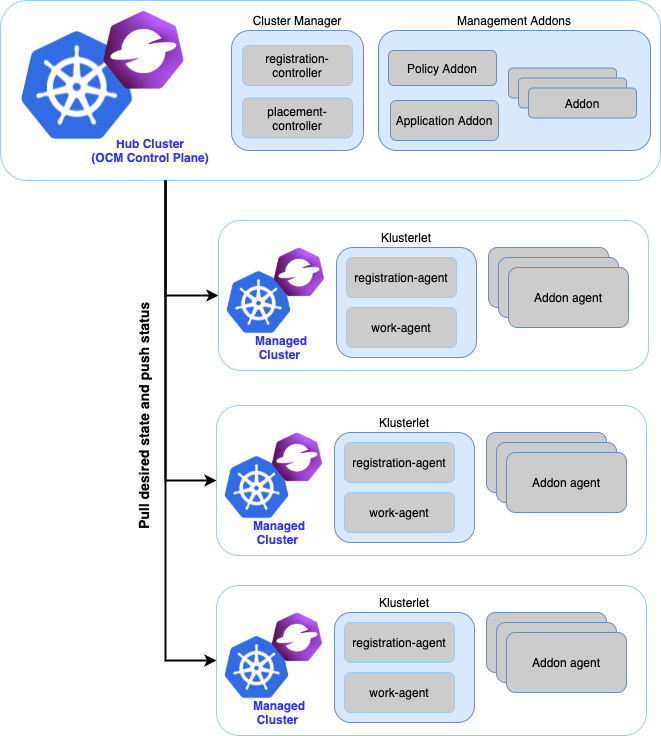 Cluster Manager
Management Addons
registration-
controller
placement-
controller
Policy Addon
Application Addon
Addon
Hub Cluster
(OCM Control Plane)
Pull desired state and push status
Klusterlet
registration-agent
work-agent
Addon agent
Managed
Cluster
Klusterlet
registration-agent
work-agent
Addon agent
Managed
Cluster
Klusterlet
registration-agent
work-agent
Addon agent
Managed
Cluster